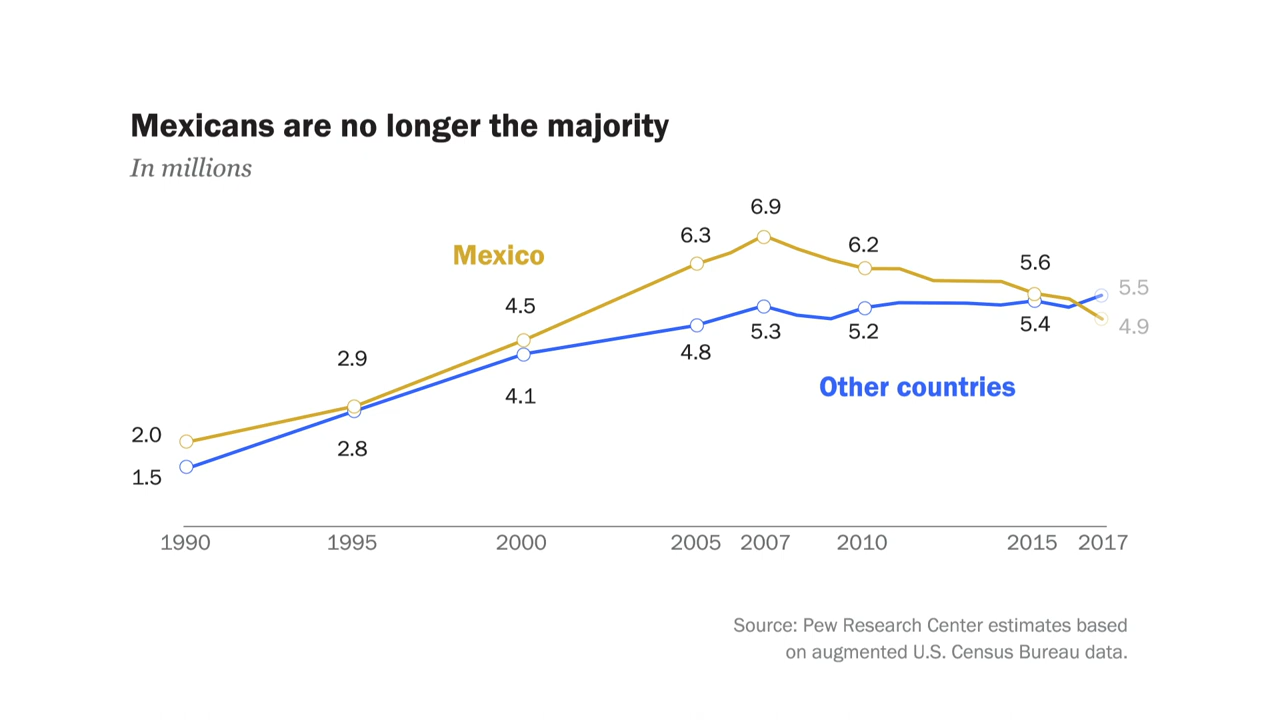 Mexicans are no longer the majority
In millions
6.9
6.3
6.2
Mexico
5.6
5.5
4.5
4.9
5.3
5.2
5.4
4.8
2.9
Other countries
4.1
2.0
2.8
1.5
1990 1995 2000 2005 2007 2010 2015 2017
Source: Pew Research Center estimates based
on augmented U.S. Census Bureau data.